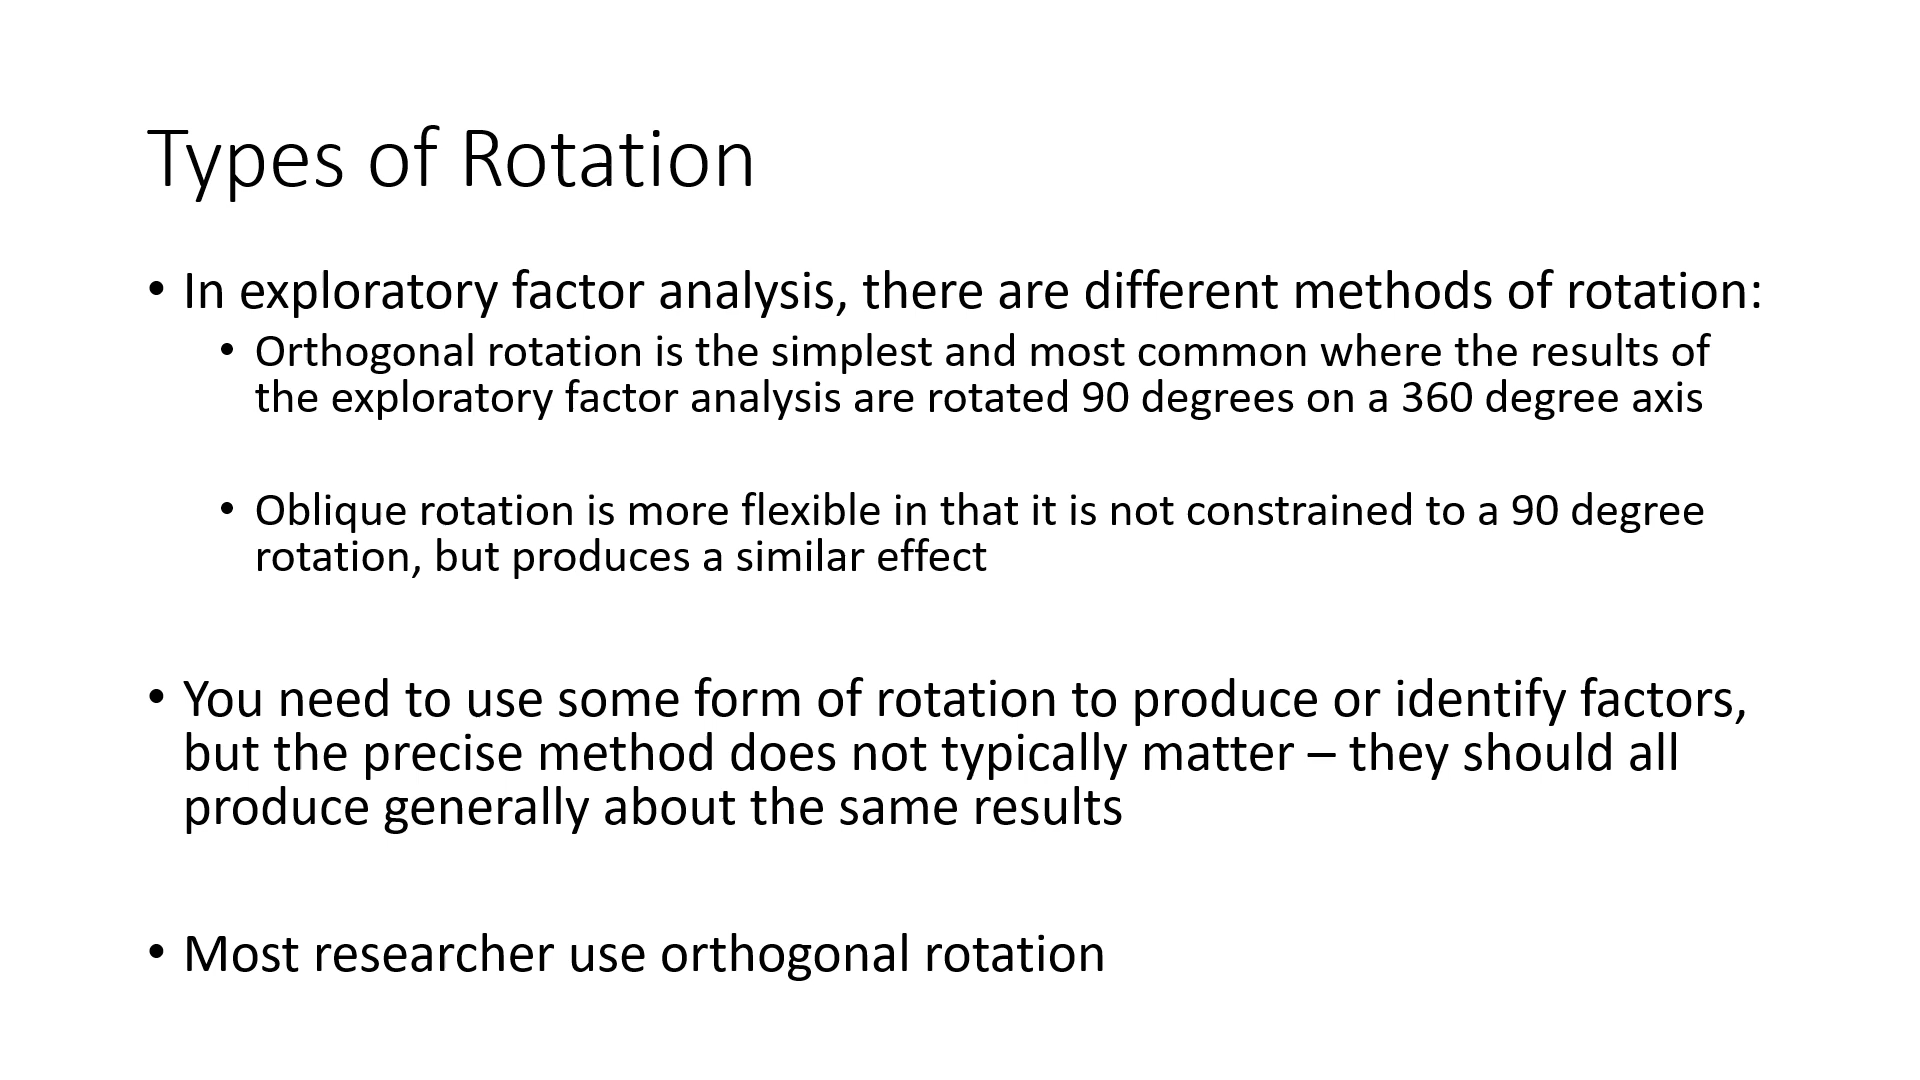 Types of Rotation
• In exploratory factor analysis, there are different methods of rotation:
• Orthogonal rotation is the simplest and most common where the results of
the exploratory factor analysis are rotated 90 degrees on a 360 degree axis
• Oblique rotation is more flexible in that it is not constrained to a 90 degree
rotation, but produces a similar effect
• You need to use some form of rotation to produce or identify factors,
but the precise method does not typically matter – they should all
produce generally about the same results
• Most researcher use orthogonal rotation